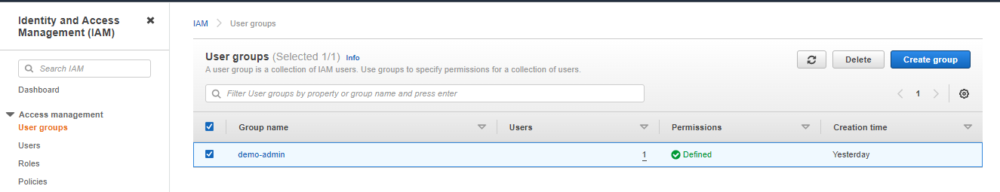 Identity and Access
Management (IAM)
Search IAM
Dashboard
Access management
User groups
Users
Roles
Policies
IAM > User groups
User groups (Selected 1/1) Info
A user group is a collection of IAM users. Use groups to specify permissions for a collection of users.
Delete
Create group
Filter User groups by property or group name and press enter
1
Group name Users Permissions Creation time
demo-admin 1 Defined Yesterday